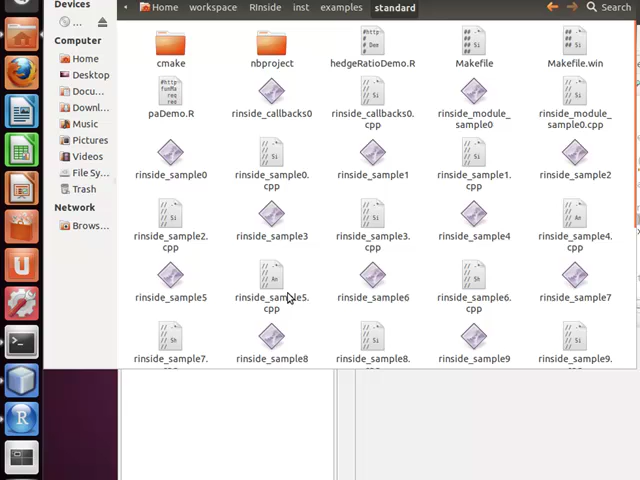 Devices
Home workspace RInside inst examples standard Search
...
Computer
Home
Desktop
Docu...
Downl...
Music
Pictures
Videos
File Sy...
Trash
Network
Brows...
cmake nbproject hedgeRatioDemo.R Makefile Makefile.win
paDemo.R rinside_callbacks0 rinside_callbacks0. rinside_module_ rinside_module_
cpp sample0 sample0.cpp
rinside_sample0 rinside_sample0. rinside_sample1 rinside_sample1. rinside_sample2
cpp cpp
rinside_sample2. rinside_sample3 rinside_sample3. rinside_sample4 rinside_sample4.
cpp cpp cpp
rinside_sample5 rinside_sample5. rinside_sample6 rinside_sample6. rinside_sample7
cpp cpp
rinside_sample7. rinside_sample8 rinside_sample8. rinside_sample9 rinside_sample9.